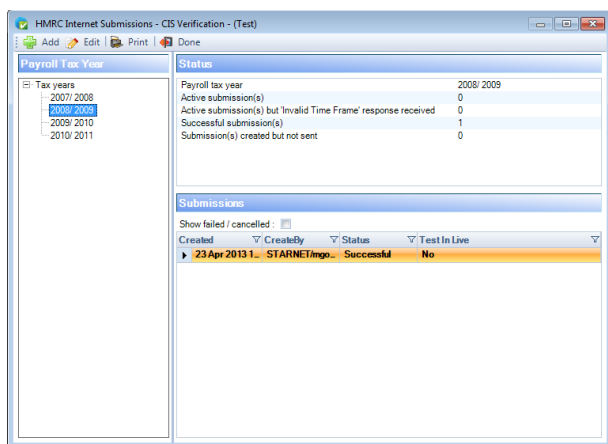 HMRC Internet Submissions - CIS Verification - (Test)
Add Edit Print Done
Payroll Tax Year
Tax years
2007/ 2008
2008/ 2009
2009/ 2010
2010/ 2011
Status
Payroll tax year 2008/ 2009
Active submission(s) 0
Active submission(s) but 'Invalid Time Frame' response received 0
Successful submission(s) 1
Submission(s) created but not sent 0
Submissions
Show failed / cancelled :
Created CreateBy Status Test In Live
23 Apr 2013 1... STARNET/mgo... Successful No